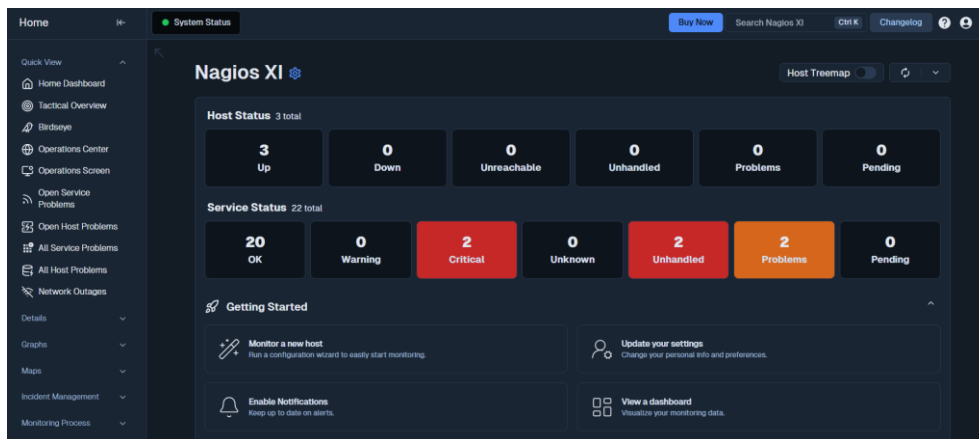 Home
System Status
Buy Now
Search Nagios XI
Ctrl K
Changelog
Quick View
Home Dashboard
Tactical Overview
Birdseye
Operations Center
Operations Screen
Open Service
Problems
Open Host Problems
All Service Problems
All Host Problems
Network Outages
Details
Graphs
Maps
Incident Management
Monitoring Process
Nagios XI
Host Treemap
Host Status 3 total
3
Up
0
Down
0
Unreachable
0
Unhandled
0
Problems
0
Pending
Service Status 22 total
20
OK
0
Warning
2
Critical
0
Unknown
2
Unhandled
2
Problems
0
Pending
Getting Started
Monitor a new host
Run a configuration wizard to easily start monitoring.
Update your settings
Change your personal info and preferences.
Enable Notifications
Keep up to date on alerts.
View a dashboard
Visualize your monitoring data.